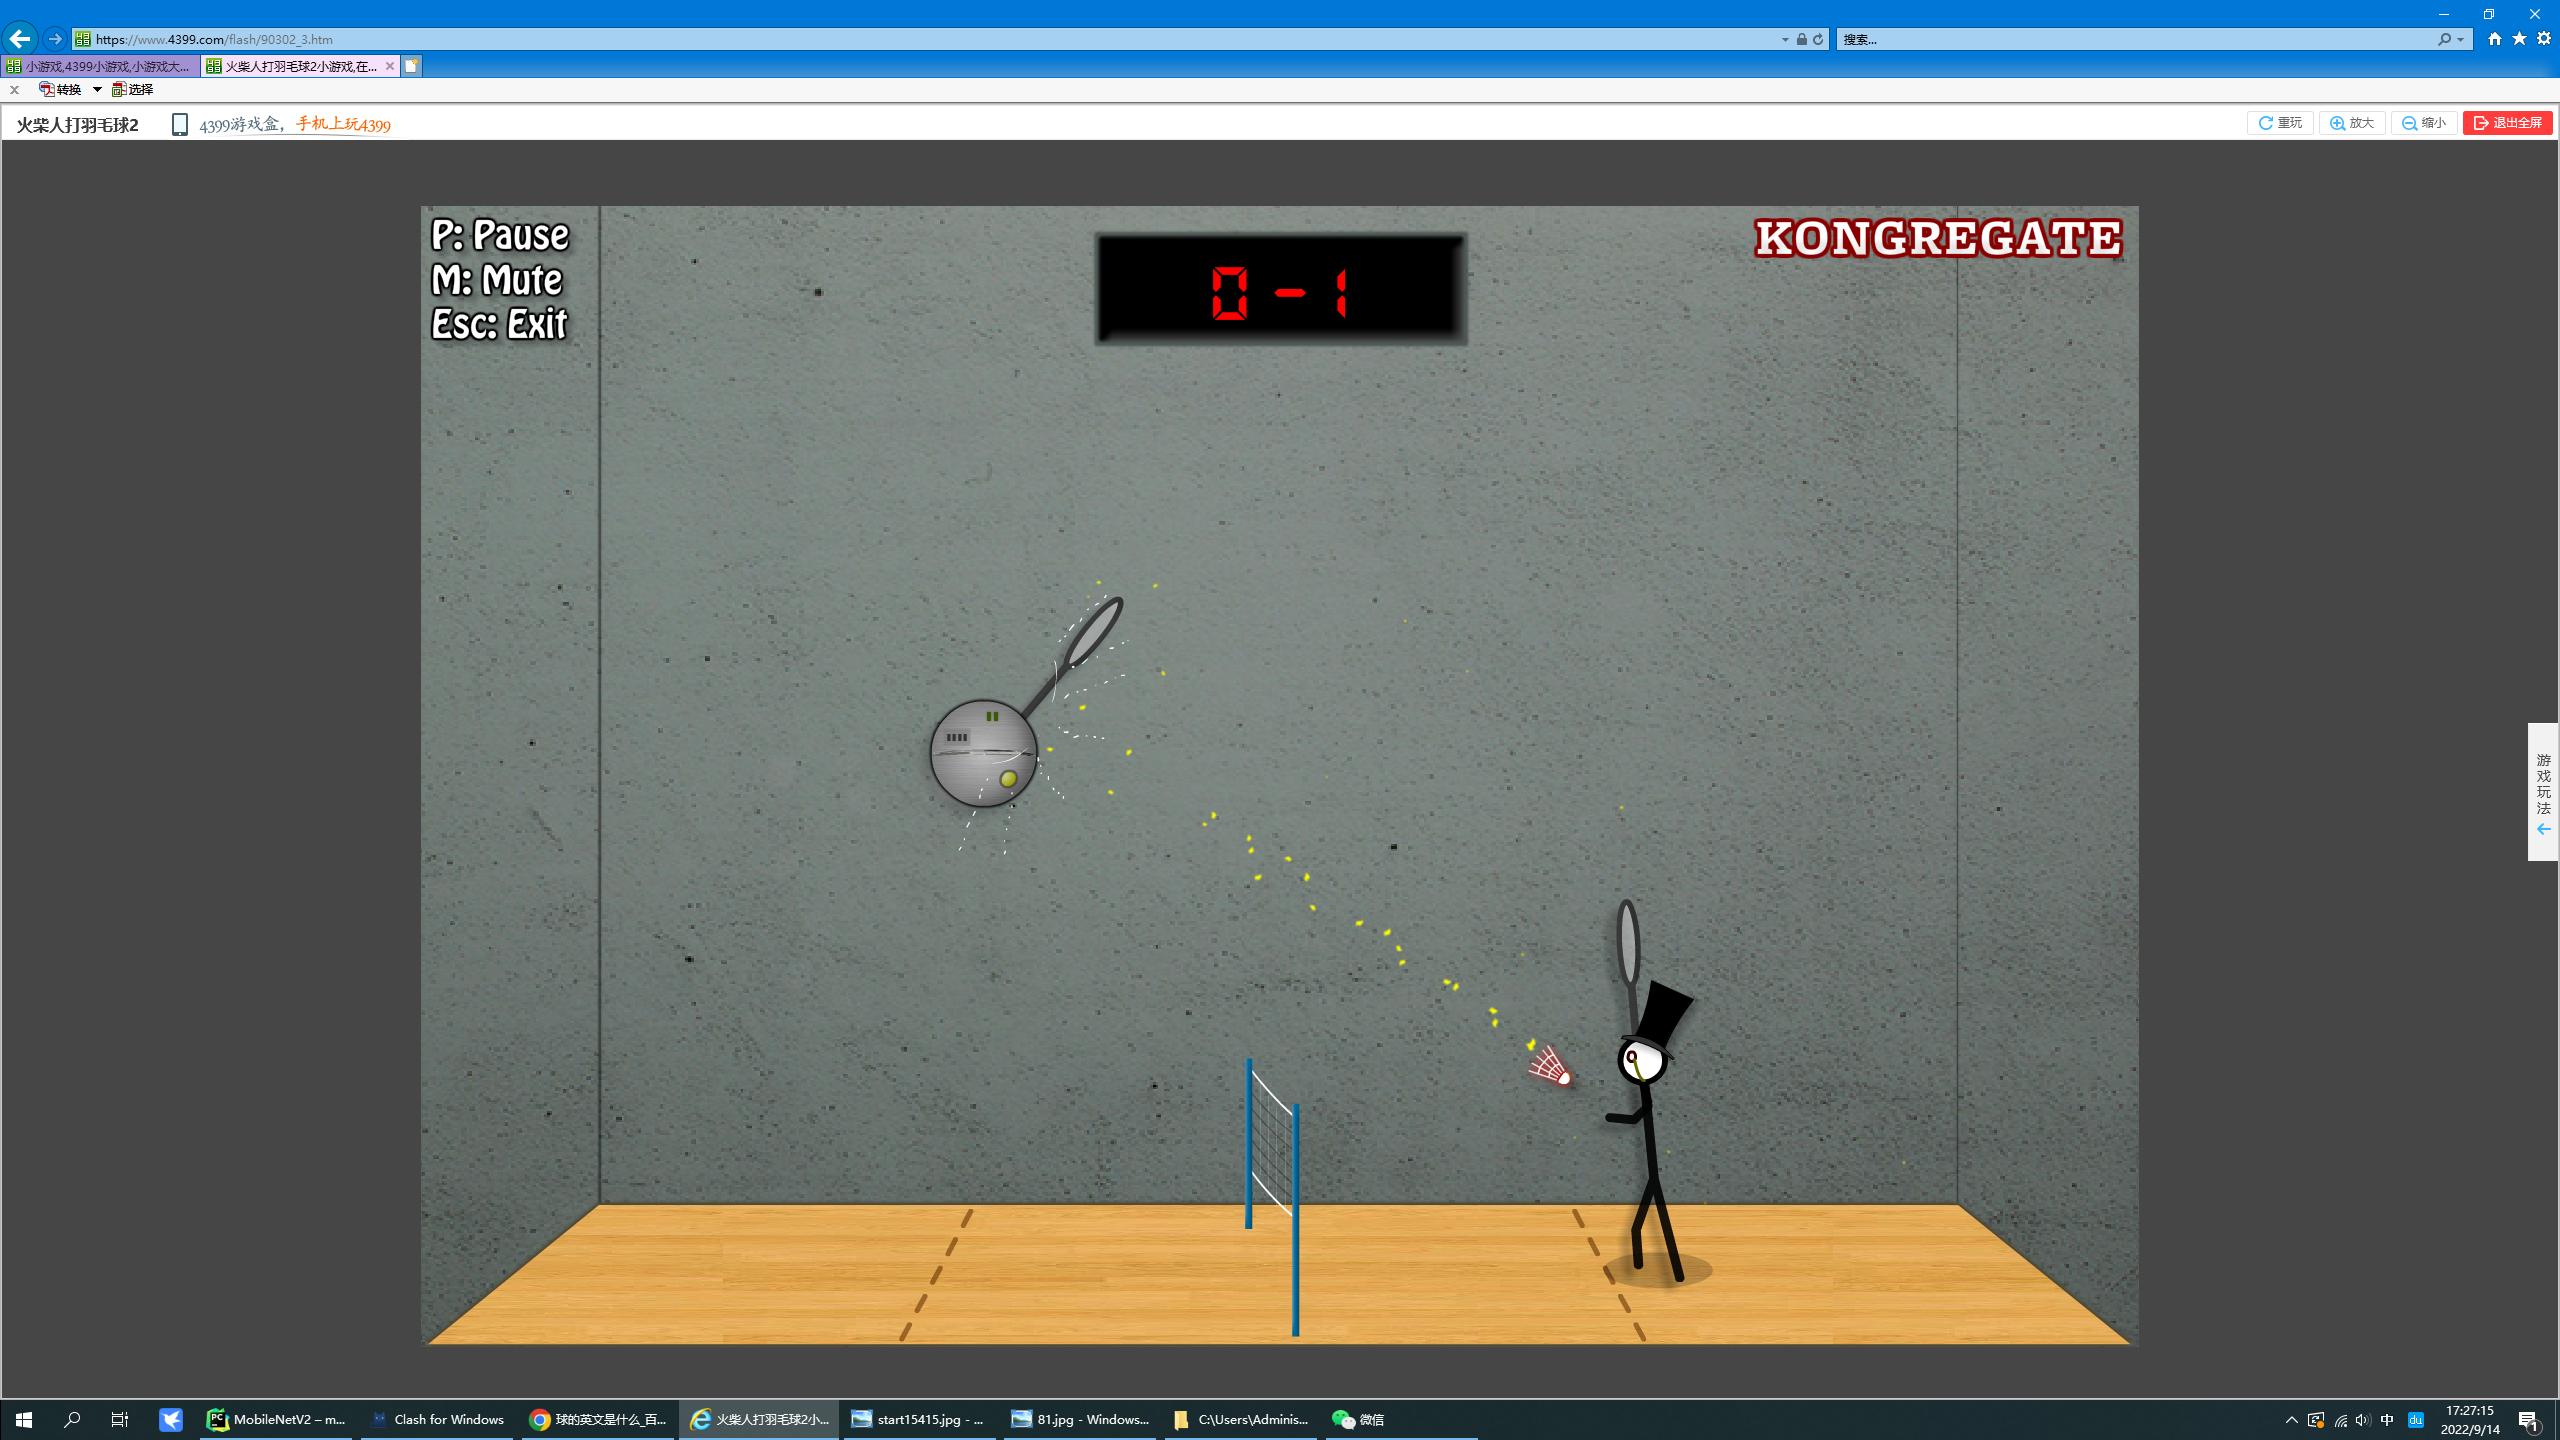 https://www.4399.com/flash/90302_3.htm
搜索...
小游戏,4399小游戏,小游戏大...
火柴人打羽毛球2小游戏,在...
转换
选择
火柴人打羽毛球2
4399游戏盒，手机上玩4399
重玩
放大
缩小
退出全屏
P: Pause
M: Mute
Esc: Exit
0-1
KONGREGATE
游戏玩法
MobileNetV2 – m...
Clash for Windows
球的英文是什么_百...
火柴人打羽毛球2小...
start15415.jpg - ...
81.jpg - Windows...
C:\Users\Adminis...
微信
中
du
17:27:15
2022/9/14
1